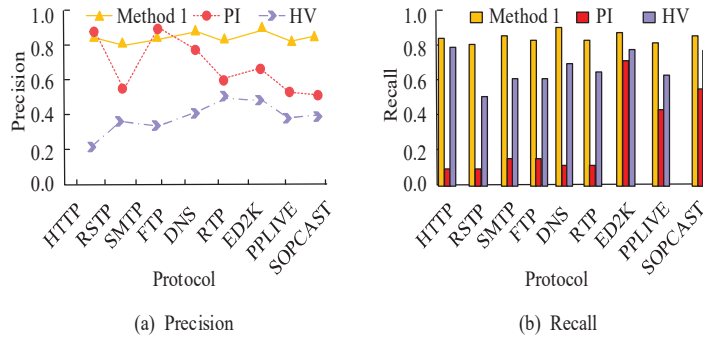 Method 1 PI HV
Precision
1.0
0.8
0.6
0.4
0.2
0.0
HTTP
RSTP
SMTP
FTP
DNS
RTP
ED2K
PPLIVE
SOPCAST
Protocol
(a) Precision
Method 1 PI HV
Recall
1.0
0.8
0.6
0.4
0.2
0.0
HTTP
RSTP
SMTP
FTP
DNS
RTP
ED2K
PPLIVE
SOPCAST
Protocol
(b) Recall